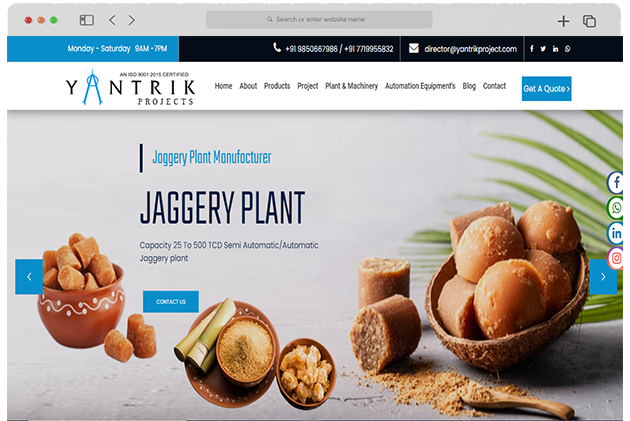 Search or enter website name
Monday - Saturday 9AM -7PM
+91 9850667986 / +91 7719955832
director@yantrikproject.com
AN ISO 9001:2015 CERTIFIED
YANTRIK
PROJECTS
Home About Products Project Plant & Machinery Automation Equipment's Blog Contact
Get A Quote
Jaggery Plant Manufacturer
JAGGERY PLANT
Capacity 25 To 500 TCD Semi Automatic/Automatic
Jaggery plant
CONTACT US